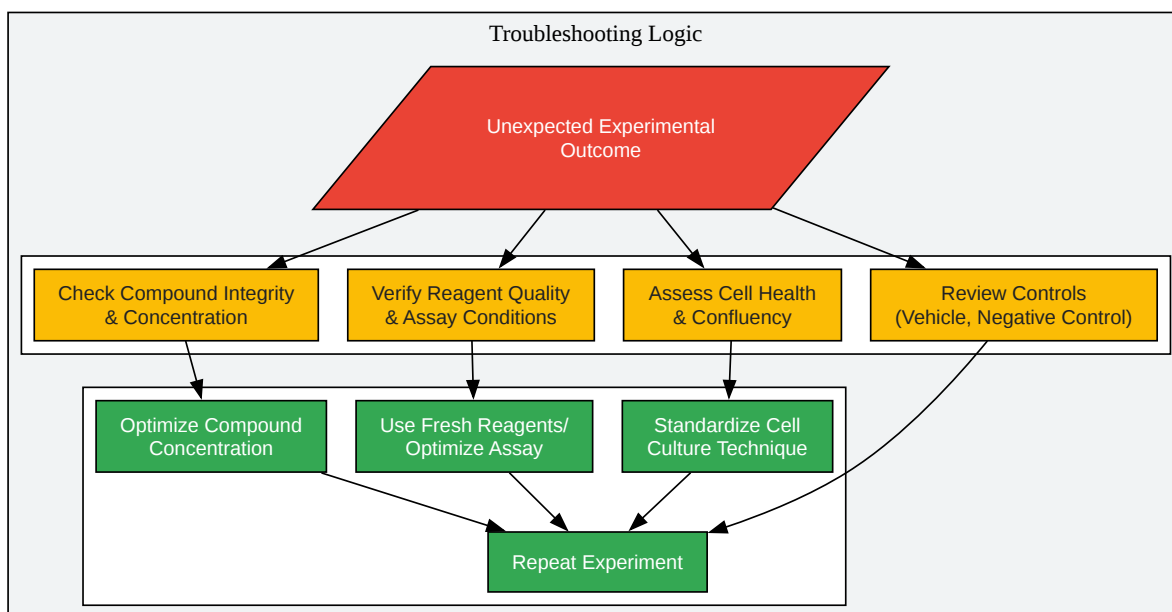 Troubleshooting Logic
Unexpected Experimental
Outcome
Check Compound Integrity
& Concentration
Verify Reagent Quality
& Assay Conditions
Assess Cell Health
& Confluency
Review Controls
(Vehicle, Negative Control)
Optimize Compound
Concentration
Use Fresh Reagents/
Optimize Assay
Standardize Cell
Culture Technique
Repeat Experiment